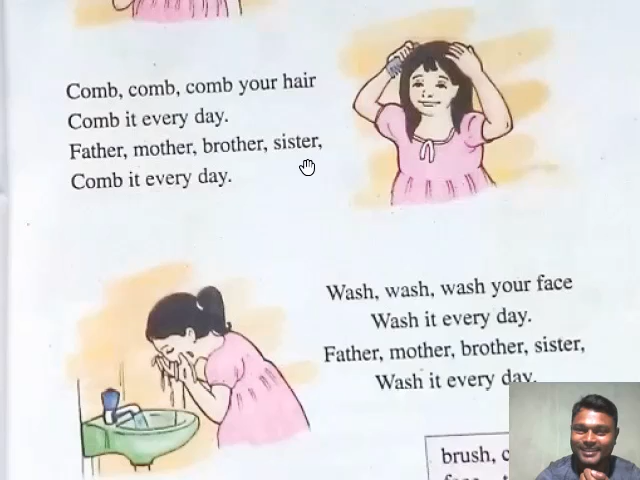 Comb, comb, comb your hair
Comb it every day.
Father, mother, brother, sister,
Comb it every day.
Wash, wash, wash your face
Wash it every day.
Father, mother, brother, sister,
Wash it every day.
brush,